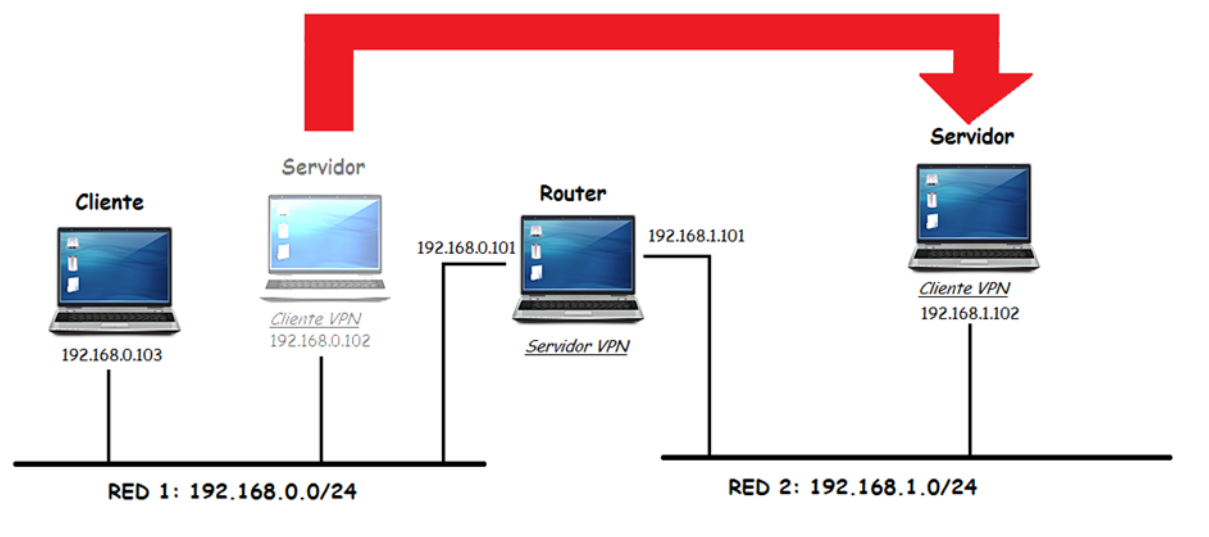 Servidor
Servidor
Cliente
Router
192.168.0.101
192.168.1.101
Cliente VPN
192.168.0.102
Cliente VPN
192.168.1.102
192.168.0.103
Servidor VPN
RED 1: 192.168.0.0/24
RED 2: 192.168.1.0/24